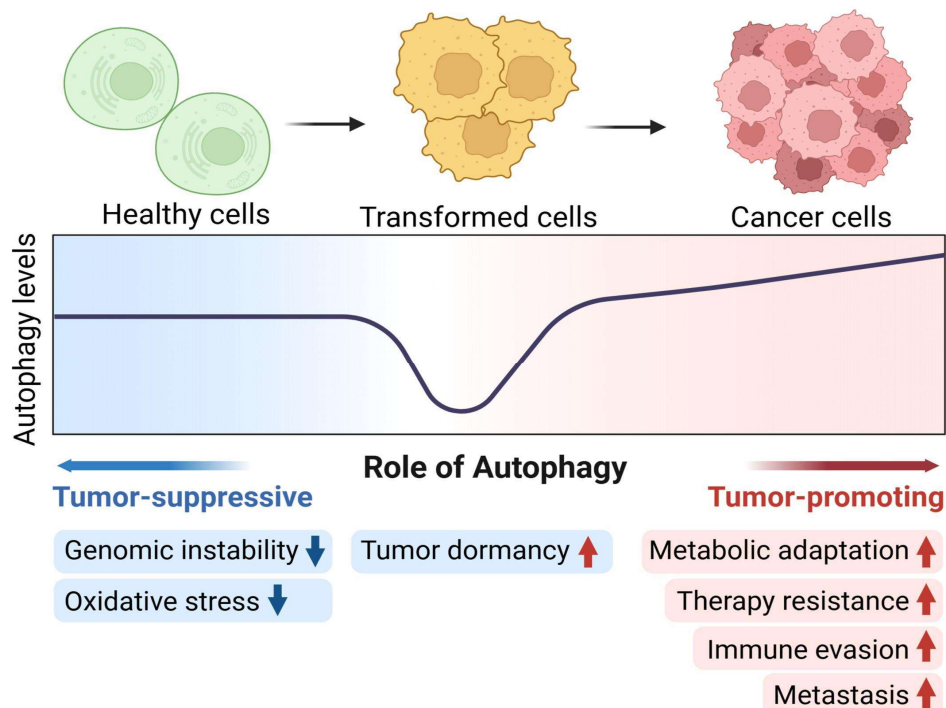 Healthy cells
Transformed cells
Cancer cells
Autophagy levels
Role of Autophagy
Tumor-suppressive
Tumor-promoting
Genomic instability
Oxidative stress
Tumor dormancy
Metabolic adaptation
Therapy resistance
Immune evasion
Metastasis